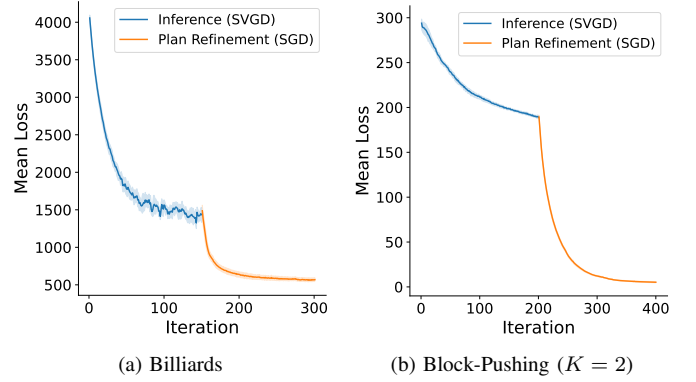 Inference (SVGD)
Plan Refinement (SGD)
4000
3500
3000
2500
2000
1500
1000
500
Mean Loss
0
100
200
300
Iteration
(a) Billiards
Inference (SVGD)
Plan Refinement (SGD)
300
250
200
150
100
50
0
Mean Loss
0
100
200
300
400
Iteration
(b) Block-Pushing (K = 2)